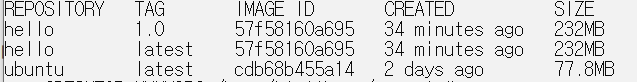 REPOSITORY TAG IMAGE ID CREATED SIZE
hello 1.0 57f58160a695 34 minutes ago 232MB
hello latest 57f58160a695 34 minutes ago 232MB
ubuntu latest cdb68b455a14 2 days ago 77.8MB